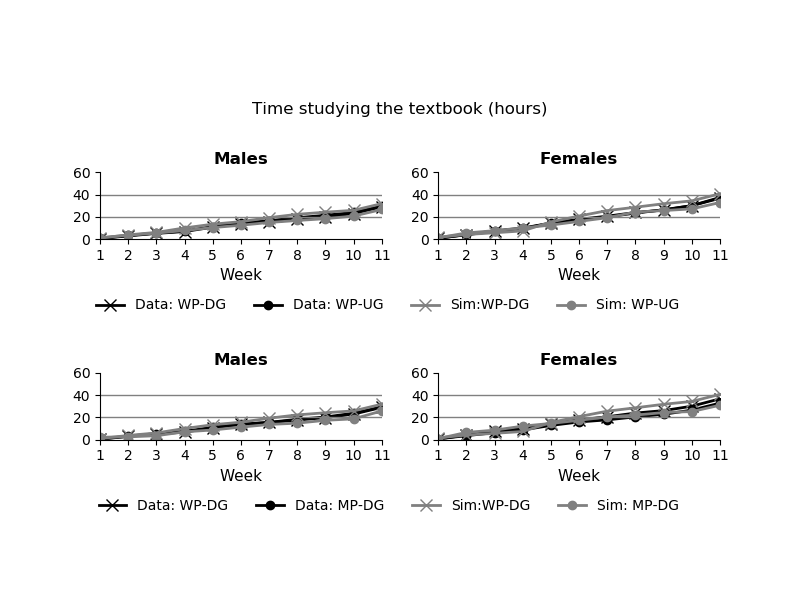 Time studying the textbook (hours)
Males Females
60 60
40 40
20 20
0 0
1 2 3 4 5 6 7 8 9 10 11 1 2 3 4 5 6 7 8 9 10 11
Week Week
Data: WP-DG Data: WP-UG Sim:WP-DG Sim: WP-UG
Males Females
60 60
40 40
20 20
0 0
1 2 3 4 5 6 7 8 9 10 11 1 2 3 4 5 6 7 8 9 10 11
Week Week
Data: WP-DG Data: MP-DG Sim:WP-DG Sim: MP-DG